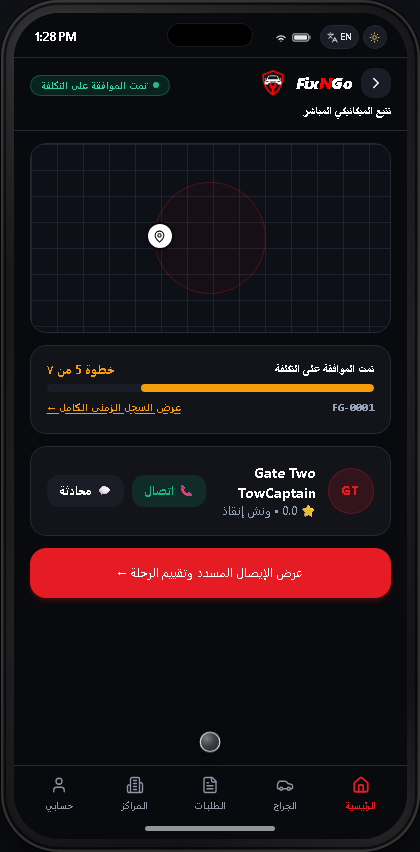 1:28 PM
EN
FixNGo
تمت الموافقة على التكلفة
تتبع الميكانيكي المباشر
تمت الموافقة على التكلفة
خطوة 5 من ٧
FG-0001
عرض السجل الزمني الكامل ←
GT
Gate Two
TowCaptain
0.0 • ونش إنقاذ
اتصال
محادثة
عرض الإيصال المسدد وتقييم الرحلة ←
الرئيسية
الجراج
الطلبات
المراكز
حسابي